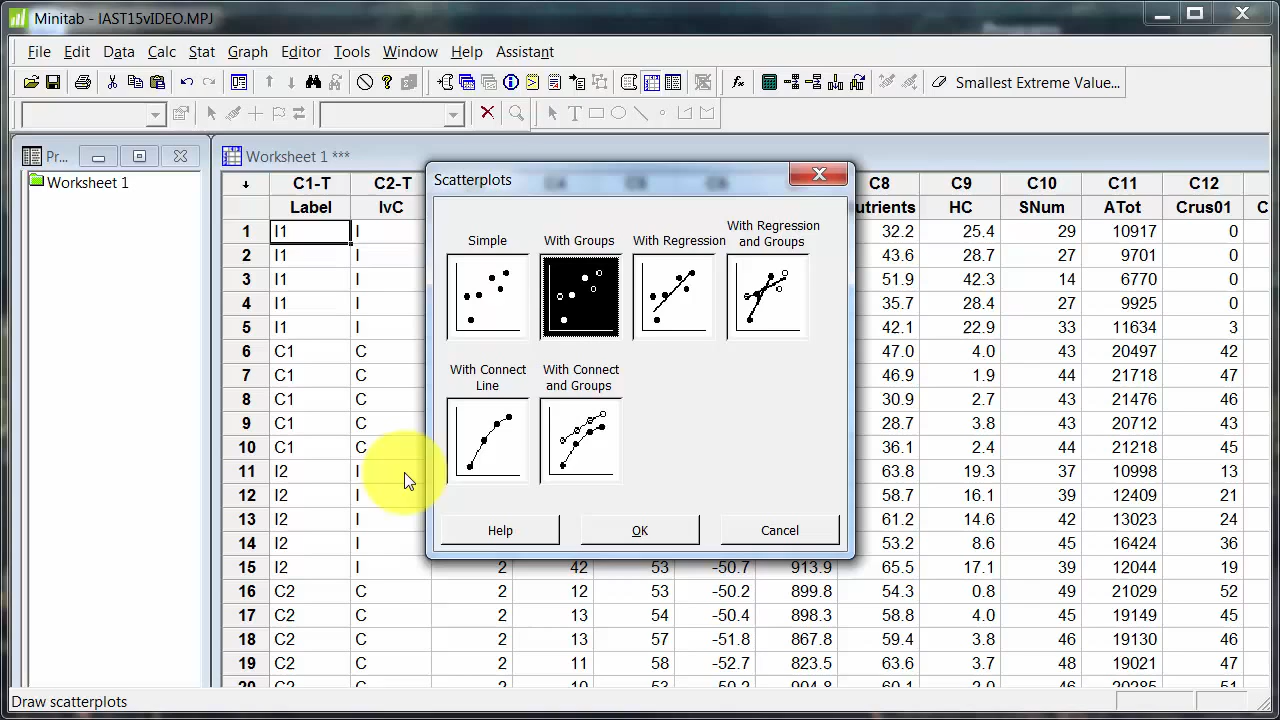 Minitab - IAST15vIDEO.MPJ
File Edit Data Calc Stat Graph Editor Tools Window Help Assistant
Smallest Extreme Value...
Pr... Worksheet 1 ***
Worksheet 1
Scatterplots
C1-T C2-T C8 C9 C10 C11 C12
Label IvC utrients HC SNum ATot Crus01 C
1 I1 I 32.2 25.4 29 10917 0
2 I1 I 43.6 28.7 27 9701 0
3 I1 I 51.9 42.3 14 6770 0
4 I1 I 35.7 28.4 27 9925 0
5 I1 I 42.1 22.9 33 11634 3
6 C1 C 47.0 4.0 43 20497 42
7 C1 C 46.9 1.9 44 21718 47
8 C1 C 30.9 2.7 43 21476 46
9 C1 C 28.7 3.8 43 20712 43
10 C1 C 36.1 2.4 44 21218 45
11 I2 I 63.8 19.3 37 10998 13
12 I2 I 58.7 16.1 39 12409 21
13 I2 I 61.2 14.6 42 13023 24
14 I2 I 53.2 8.6 45 16424 36
15 I2 I 2 42 53 -50.7 913.9 65.5 17.1 39 12044 19
16 C2 C 2 12 53 -50.2 899.8 54.3 0.8 49 21029 52
17 C2 C 2 13 54 -50.4 898.3 58.8 4.0 45 19149 45
18 C2 C 2 13 57 -51.8 867.8 59.4 3.8 46 19130 46
19 C2 C 2 11 58 -52.7 823.5 63.6 3.7 48 19021 47
Simple With Groups With Regression With Regression and Groups
With Connect Line With Connect and Groups
Help OK Cancel
Draw scatterplots